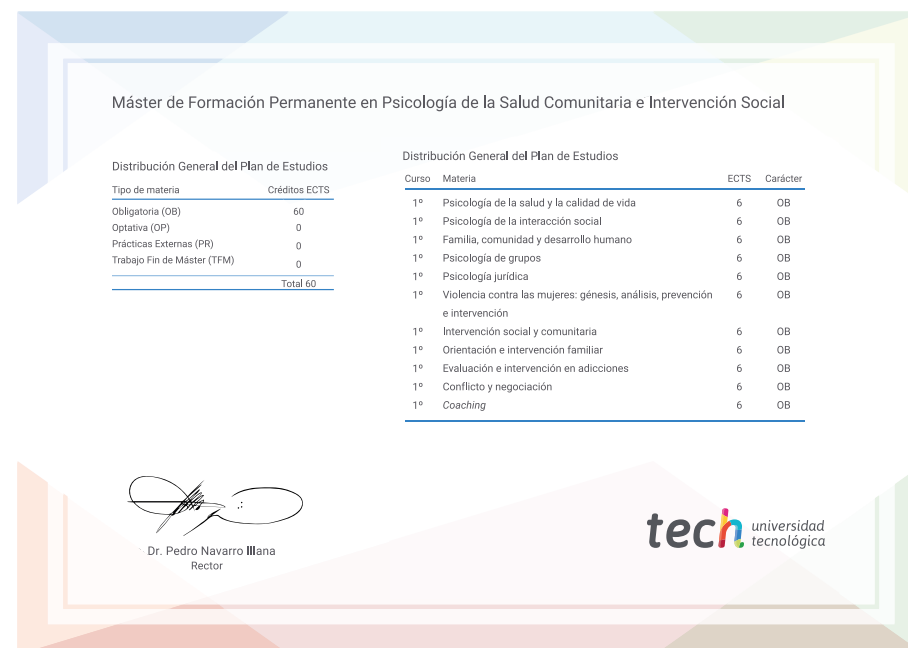 Máster de Formación Permanente en Psicología de la Salud Comunitaria e Intervención Social
Distribución General del Plan de Estudios
Tipo de materia Créditos ECTS
Obligatoria (OB) 60
Optativa (OP) 0
Prácticas Externas (PR) 0
Trabajo Fin de Máster (TFM) 0
Total 60
Distribución General del Plan de Estudios
Curso Materia ECTS Carácter
1º Psicología de la salud y la calidad de vida 6 OB
1º Psicología de la interacción social 6 OB
1º Familia, comunidad y desarrollo humano 6 OB
1º Psicología de grupos 6 OB
1º Psicología jurídica 6 OB
1º Violencia contra las mujeres: génesis, análisis, prevención 6 OB
e intervención
1º Intervención social y comunitaria 6 OB
1º Orientación e intervención familiar 6 OB
1º Evaluación e intervención en adicciones 6 OB
1º Conflicto y negociación 6 OB
1º Coaching 6 OB
Dr. Pedro Navarro Illana
Rector
tech universidad
tecnológica